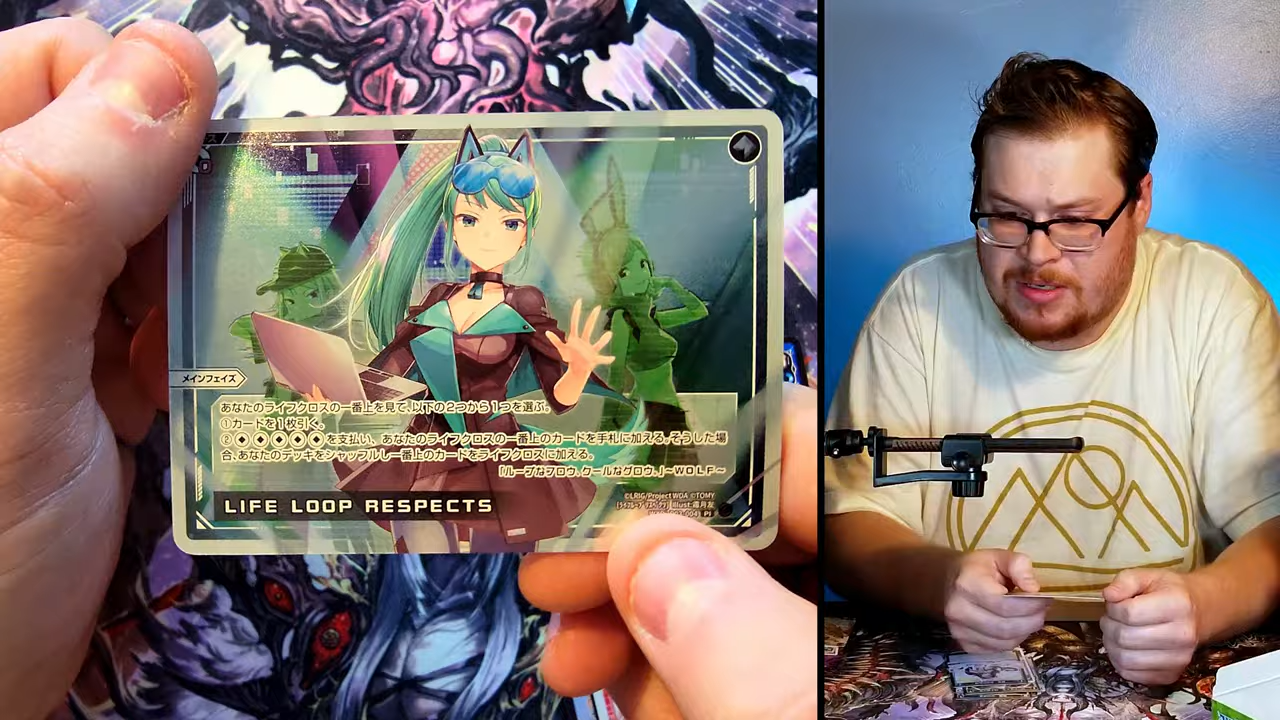 メインフェイズ
あなたのライフクロスの一番上を見て、以下の2つから1つを選ぶ。
①カードを1枚引く。
②◆◆◆◆◆を支払い、あなたのライフクロスの一番上のカードを手札に加える。そうした場
合、あなたのデッキをシャッフルし一番上のカードをライフクロスに加える。
「ループなフロウ、クールなグロウ。」～WOLF～
LIFE LOOP RESPECTS
©LRIG/Project WDA ©TOMY
Illust.霜月友